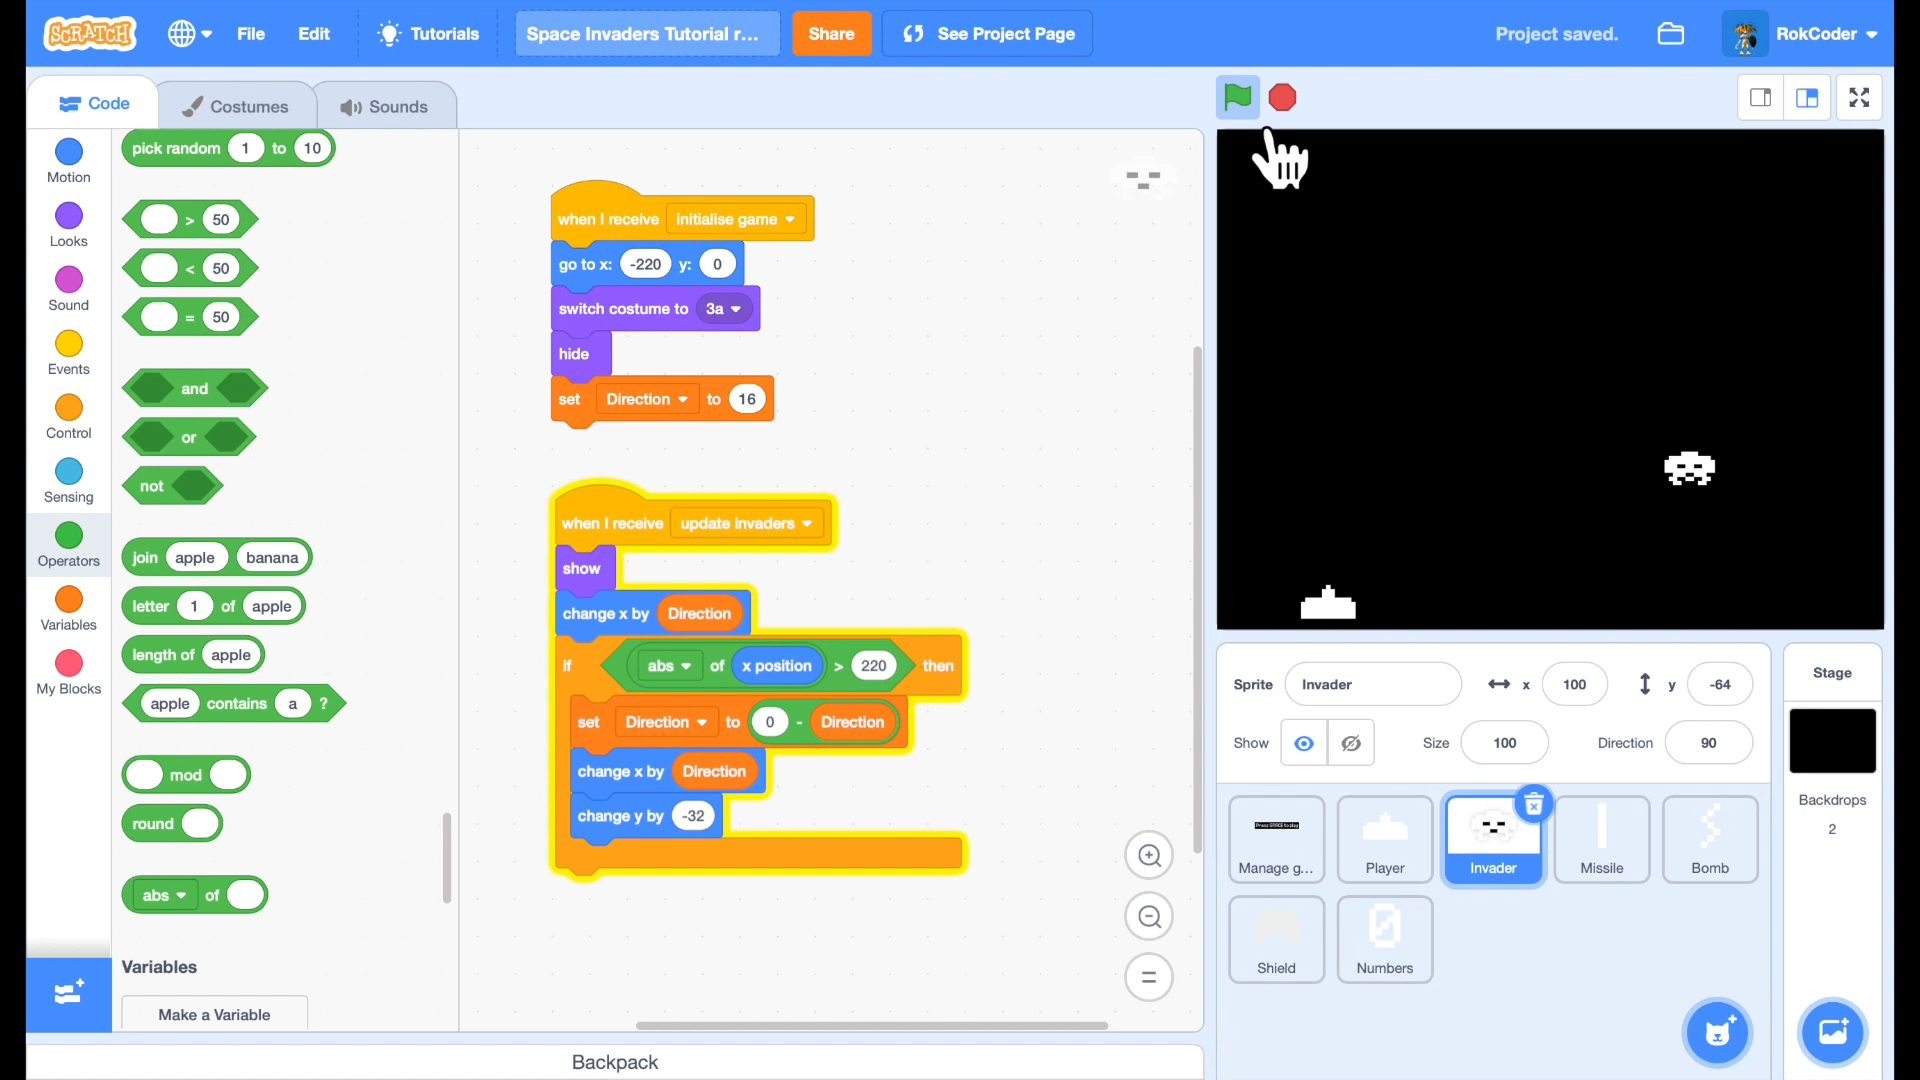 SCRATCH File Edit Tutorials Space Invaders Tutorial r... Share See Project Page Project saved. RokCoder
Code Costumes Sounds
Motion
Looks
Sound
Events
Control
Sensing
Operators
Variables
My Blocks
pick random 1 to 10
> 50
< 50
= 50
and
or
not
join apple banana
letter 1 of apple
length of apple
apple contains a ?
mod
round
abs of
Variables
Make a Variable
when I receive initialise game
go to x: -220 y: 0
switch costume to 3a
hide
set Direction to 16
when I receive update invaders
show
change x by Direction
if abs of x position > 220 then
set Direction to 0 - Direction
change x by Direction
change y by -32
Backpack
Sprite Invader x 100 y -64
Show Size 100 Direction 90
Press SPACE to play
Manage g... Player Invader Missile Bomb
Shield Numbers
Stage
Backdrops
2